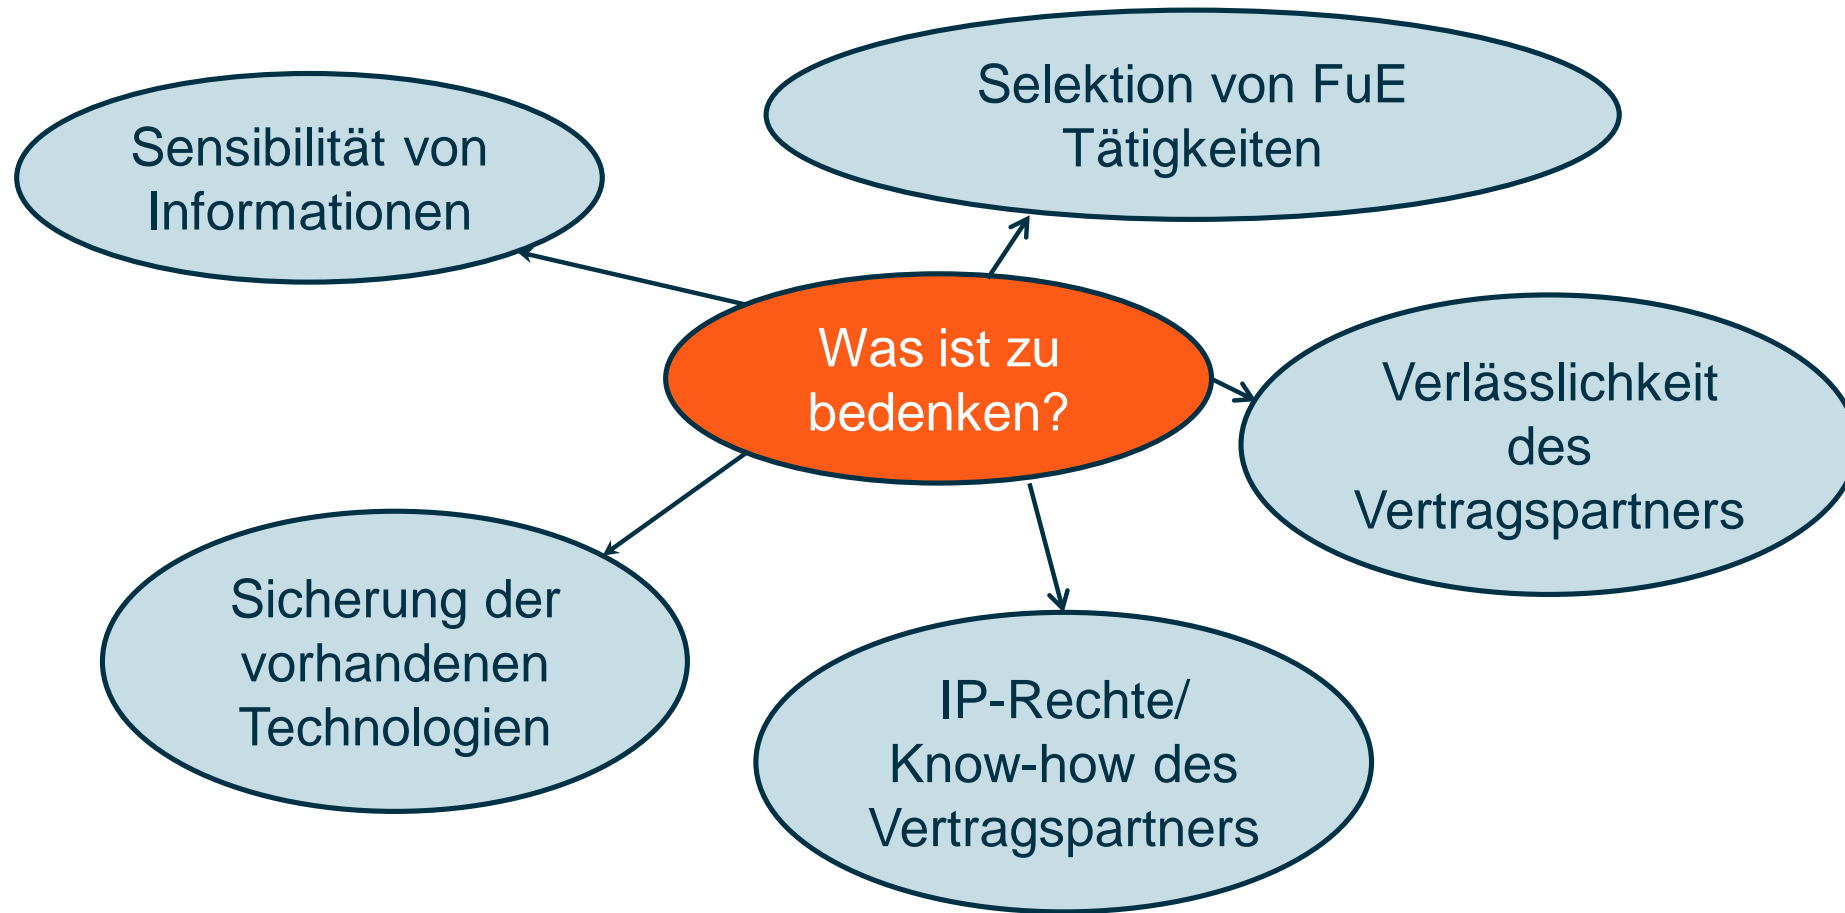 Sensibilität von
Informationen
Selektion von FuE
Tätigkeiten
Was ist zu
bedenken?
Verlässlichkeit
des
Vertragspartners
Sicherung der
vorhandenen
Technologien
IP-Rechte/
Know-how des
Vertragspartners